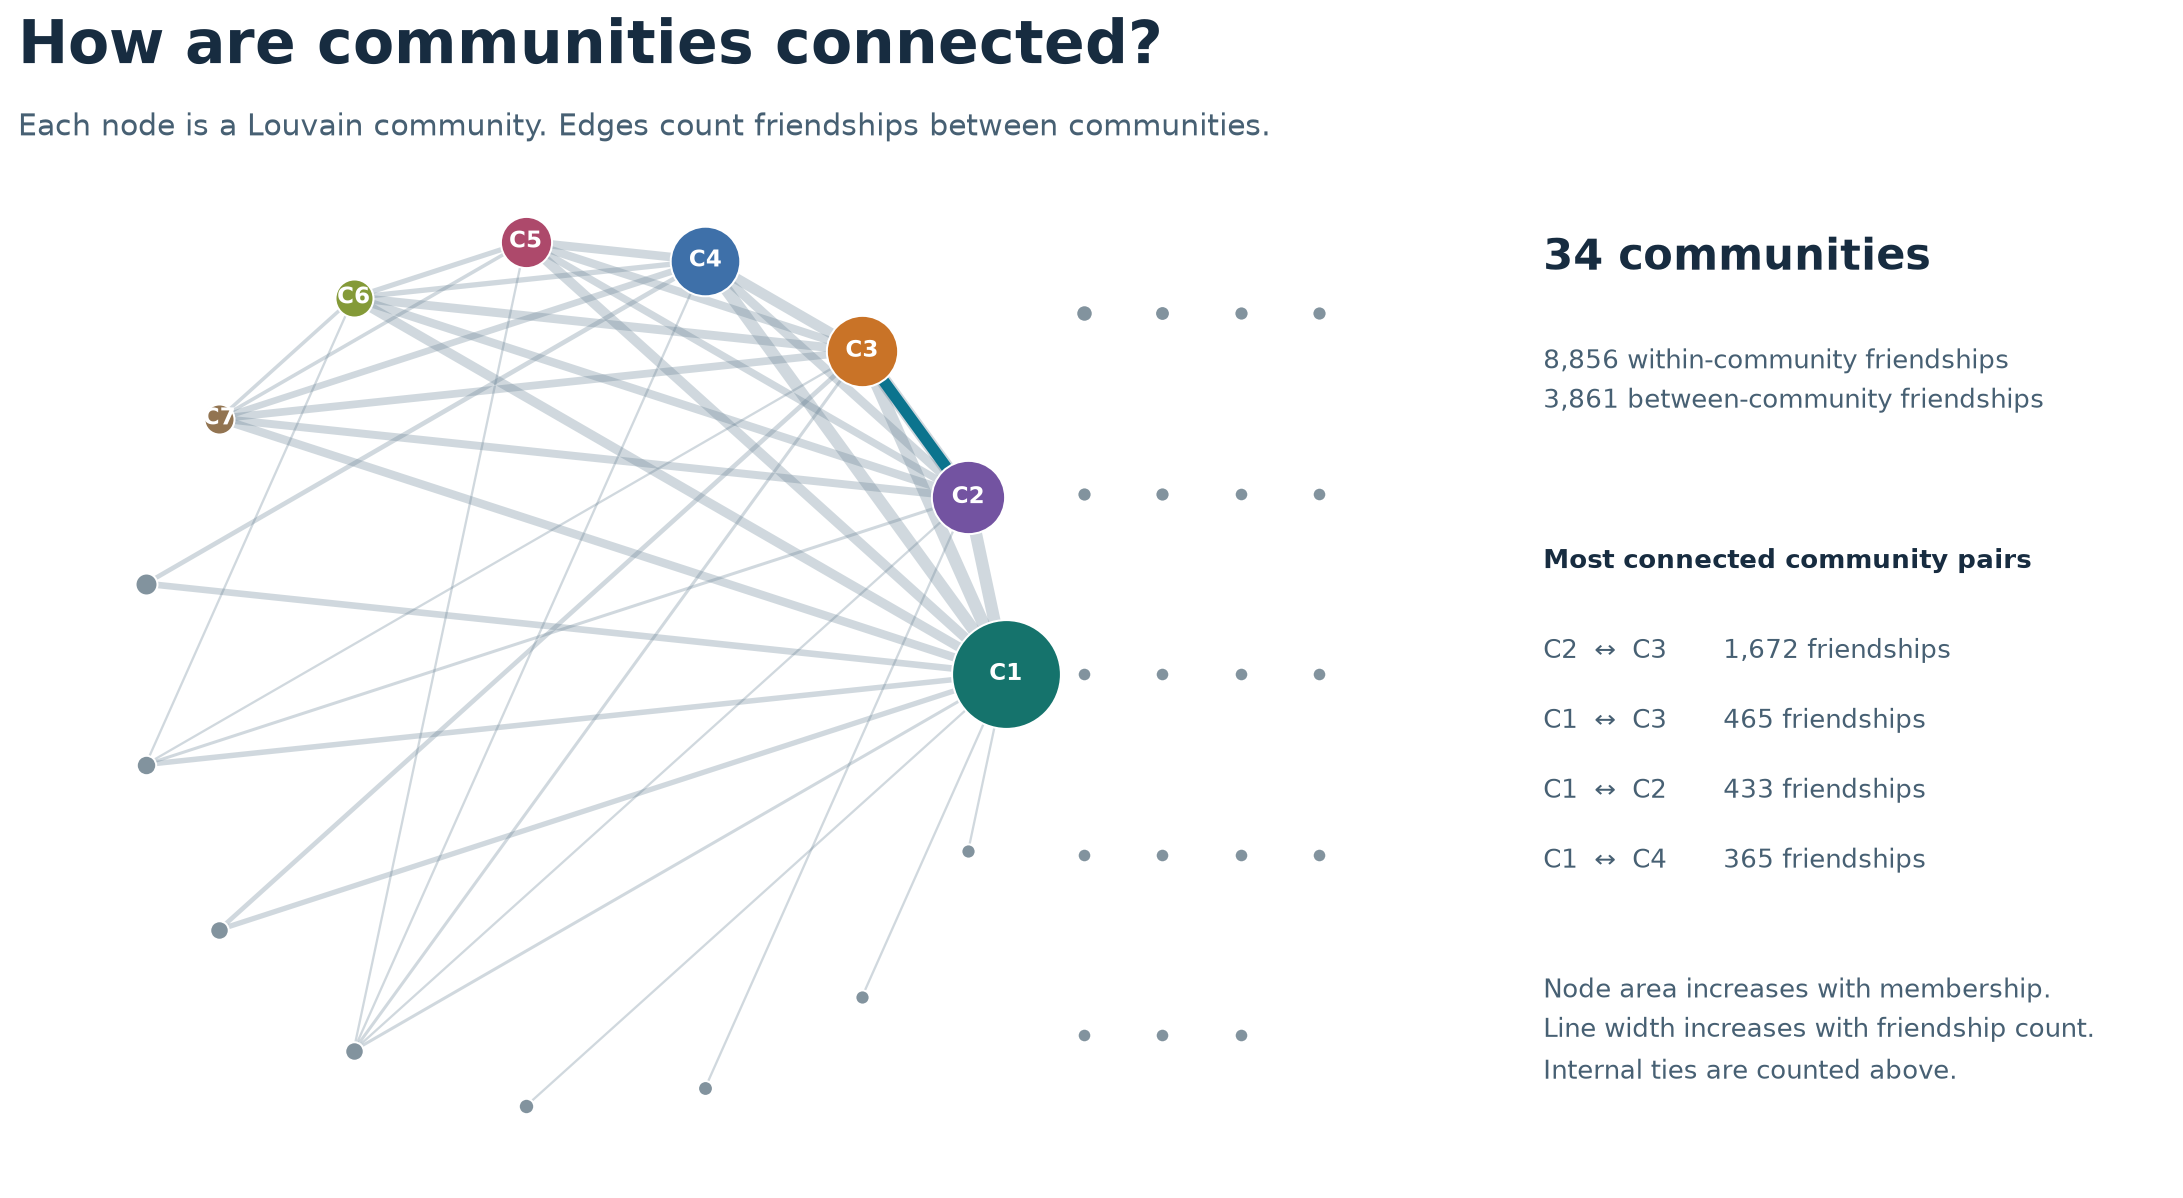 How are communities connected?
Each node is a Louvain community. Edges count friendships between communities.
C5
C4
C6
C3
C7
C2
C1
34 communities
8,856 within-community friendships
3,861 between-community friendships
Most connected community pairs
C2 ↔ C3 1,672 friendships
C1 ↔ C3 465 friendships
C1 ↔ C2 433 friendships
C1 ↔ C4 365 friendships
Node area increases with membership.
Line width increases with friendship count.
Internal ties are counted above.